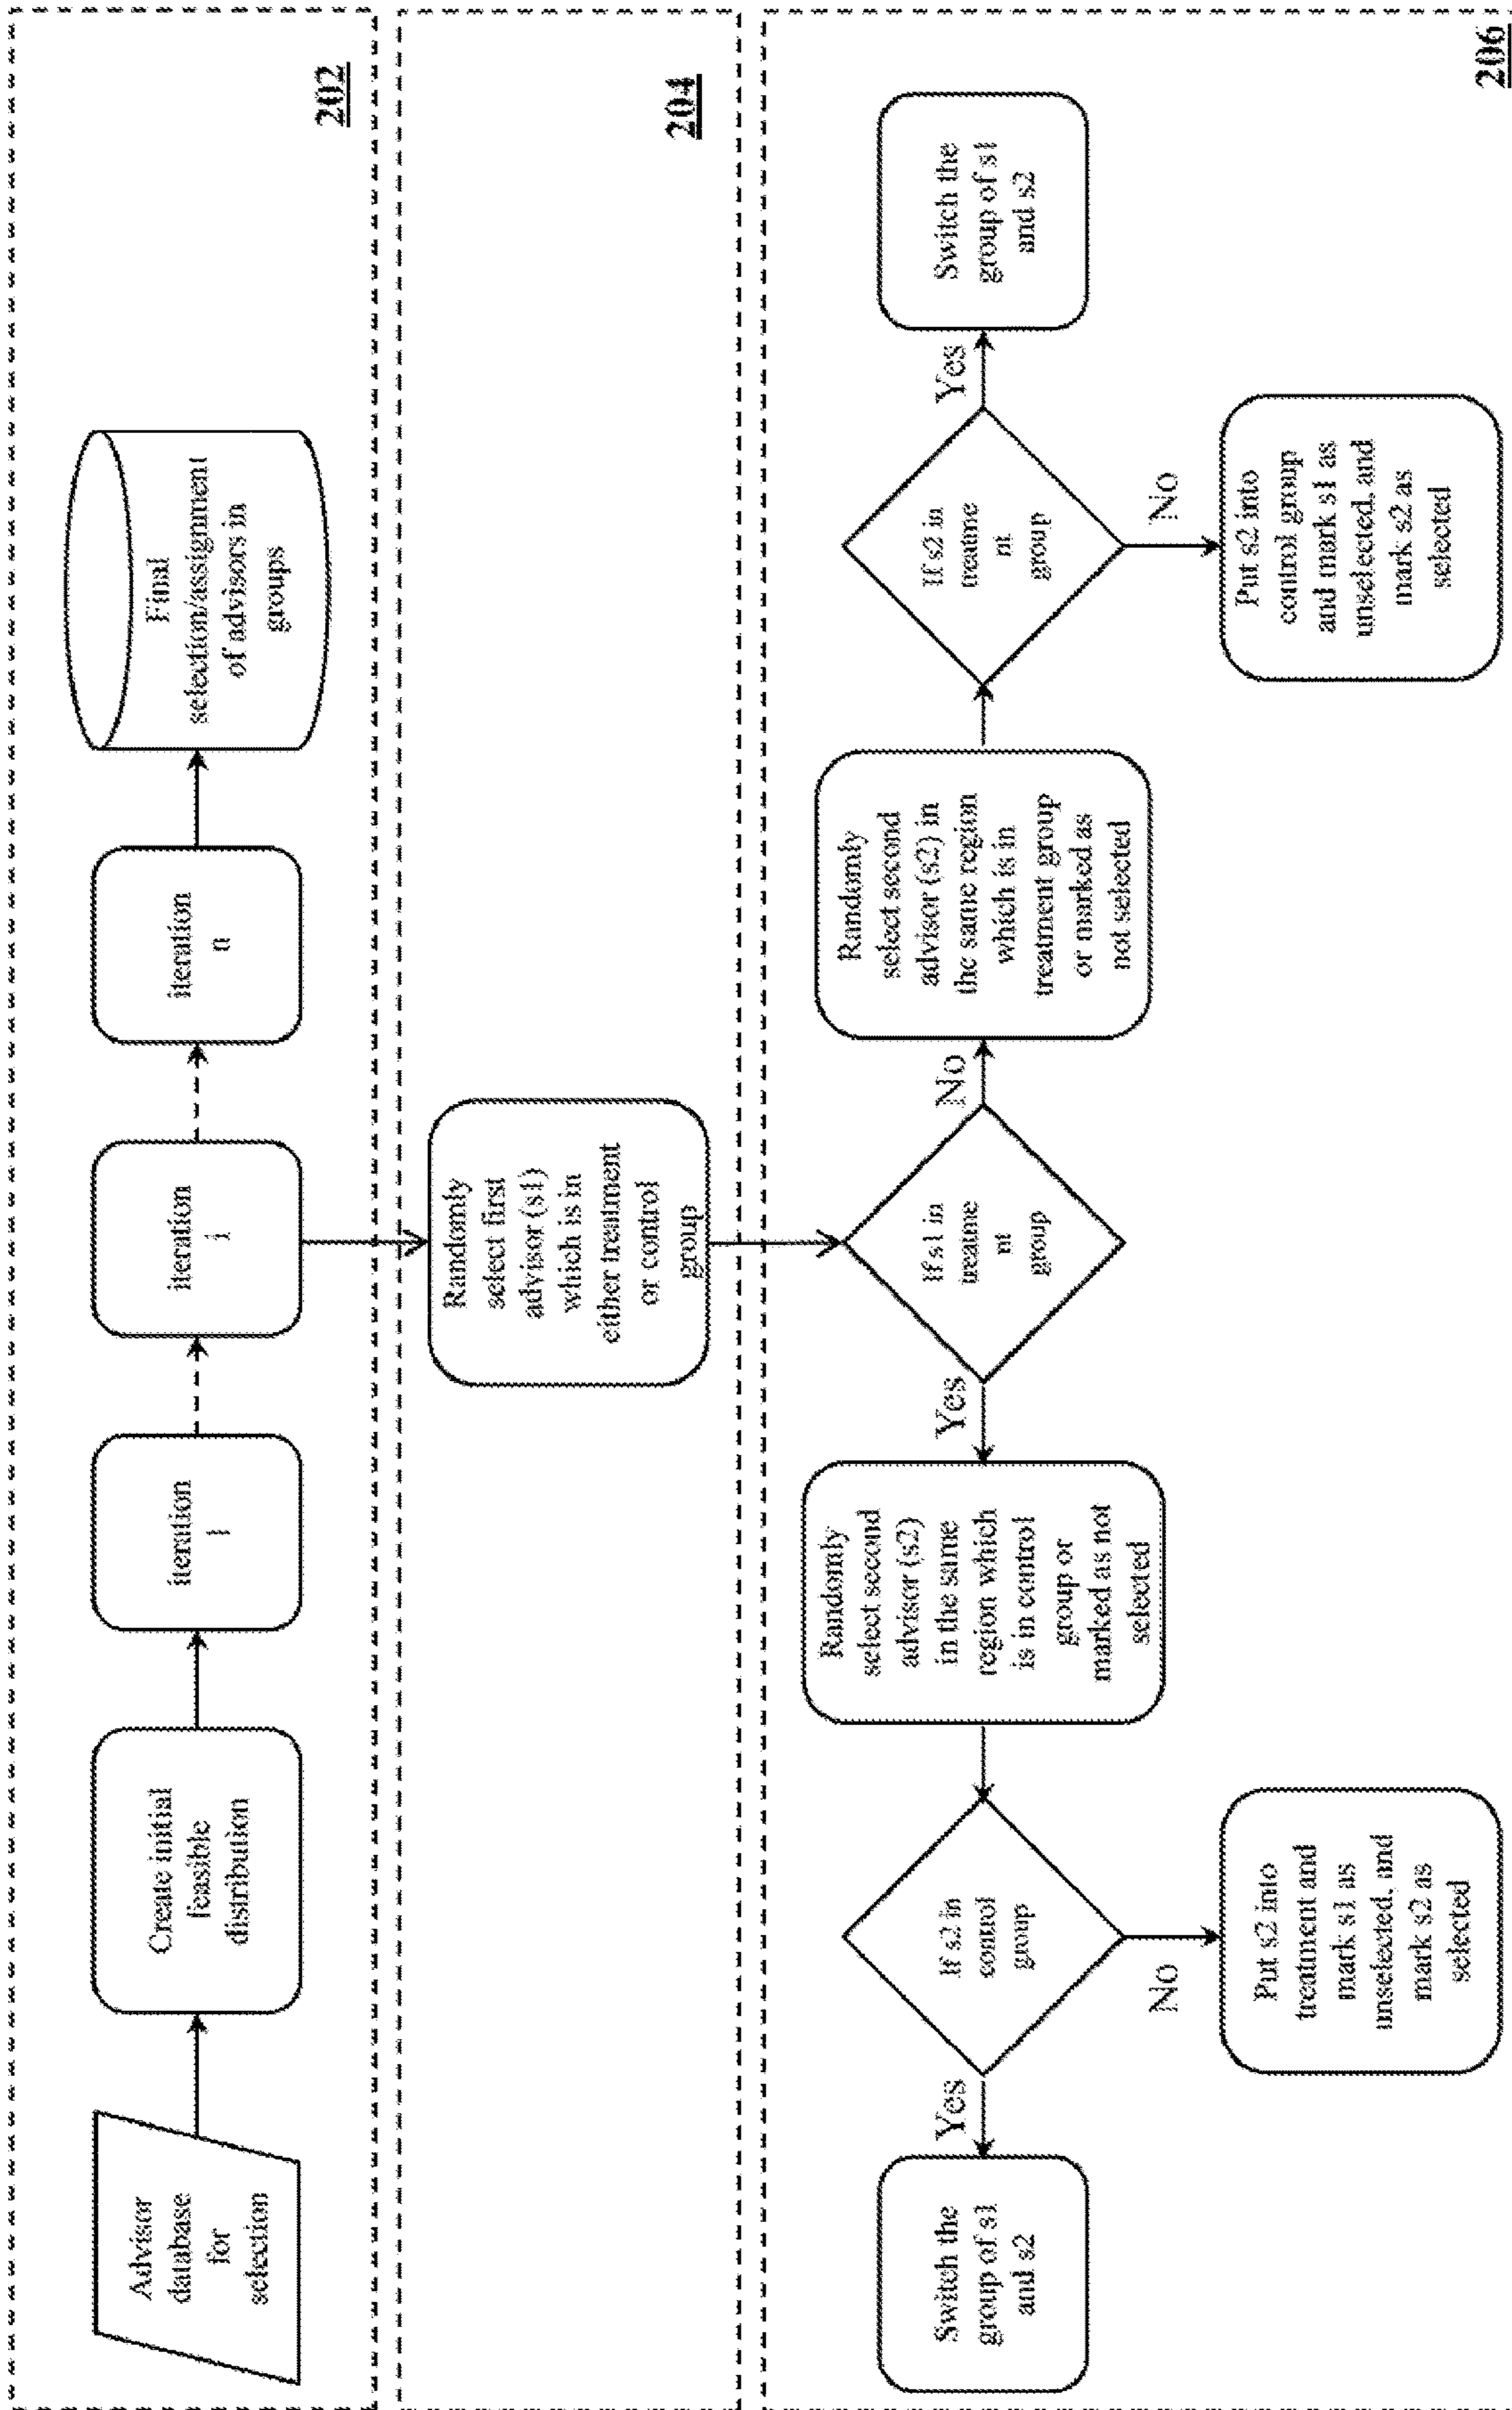 Advisor
database
for
selection
Create initial
feasible
distribution
iteration
1
iteration
i
iteration
n
Final
selection/assignment
of advisors in
groups
202
Randomly
select first
advisor (s1)
which is in
either treatment
or control
group
204
Switch the
group of s1
and s2
Yes
If s2 in
control
group
No
Put s2 into
treatment and
mark s1 as
unselected, and
mark s2 as
selected
Randomly
select second
advisor (s2)
in the same
region which
is in control
group or
marked as not
selected
Yes
If s1 in
treatme
nt
group
No
Randomly
select second
advisor (s2) in
the same region
which is in
treatment group
or marked as
not selected
If s2 in
treatme
nt
group
Yes
Switch the
group of s1
and s2
No
Put s2 into
control group
and mark s1 as
unselected, and
mark s2 as
selected
206